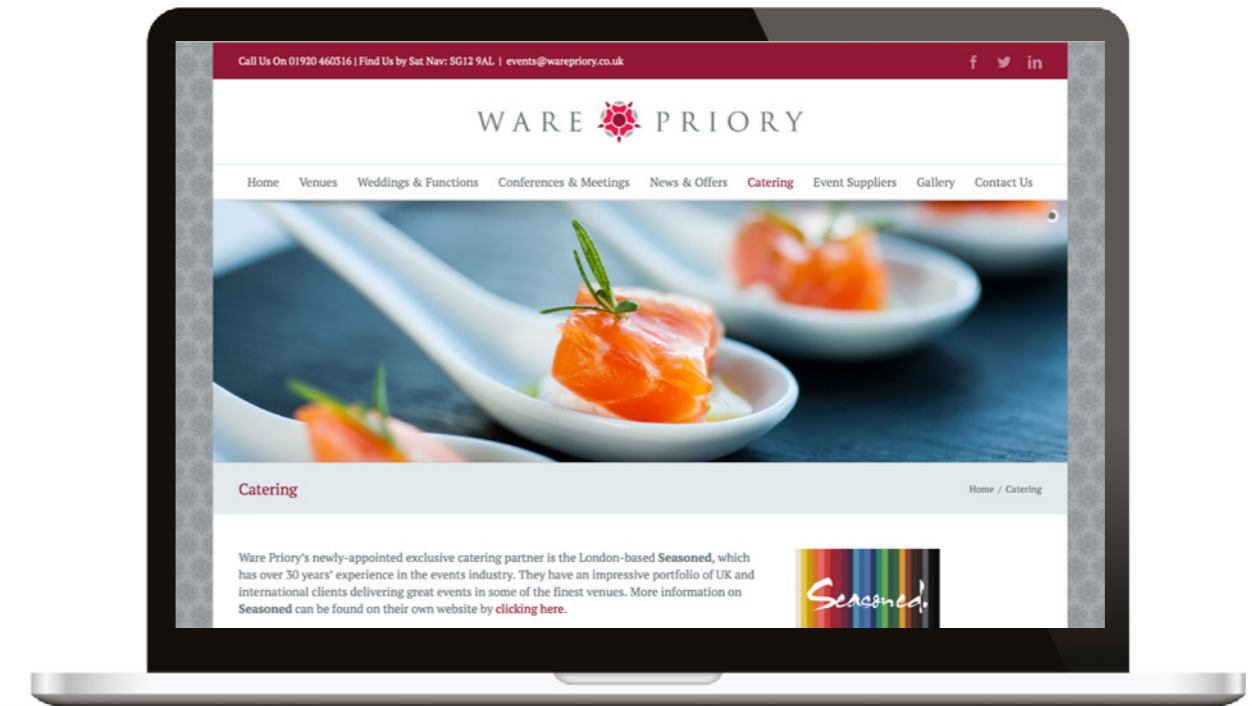 Call Us On 01920 460316 | Find Us by Sat Nav: SG12 9AL | events@warepriory.co.uk
f in
WARE PRIORY
Home Venues Weddings & Functions Conferences & Meetings News & Offers Catering Event Suppliers Gallery Contact Us
Catering
Home / Catering
Ware Priory's newly-appointed exclusive catering partner is the London-based Seasoned, which
has over 30 years' experience in the events industry. They have an impressive portfolio of UK and
international clients delivering great events in some of the finest venues. More information on
Seasoned can be found on their own website by clicking here.
Seasoned.